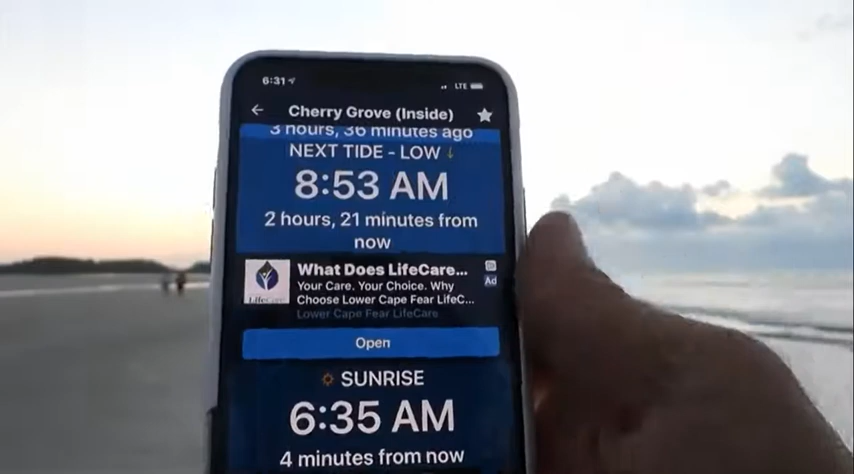 6:31
LTE
Cherry Grove (Inside)
3 hours, 36 minutes ago
NEXT TIDE - LOW ↓
8:53 AM
2 hours, 21 minutes from
now
What Does LifeCare...
Your Care. Your Choice. Why
Choose Lower Cape Fear LifeC...
Lower Cape Fear LifeCare
LifeCare
Ad
Open
SUNRISE
6:35 AM
4 minutes from now